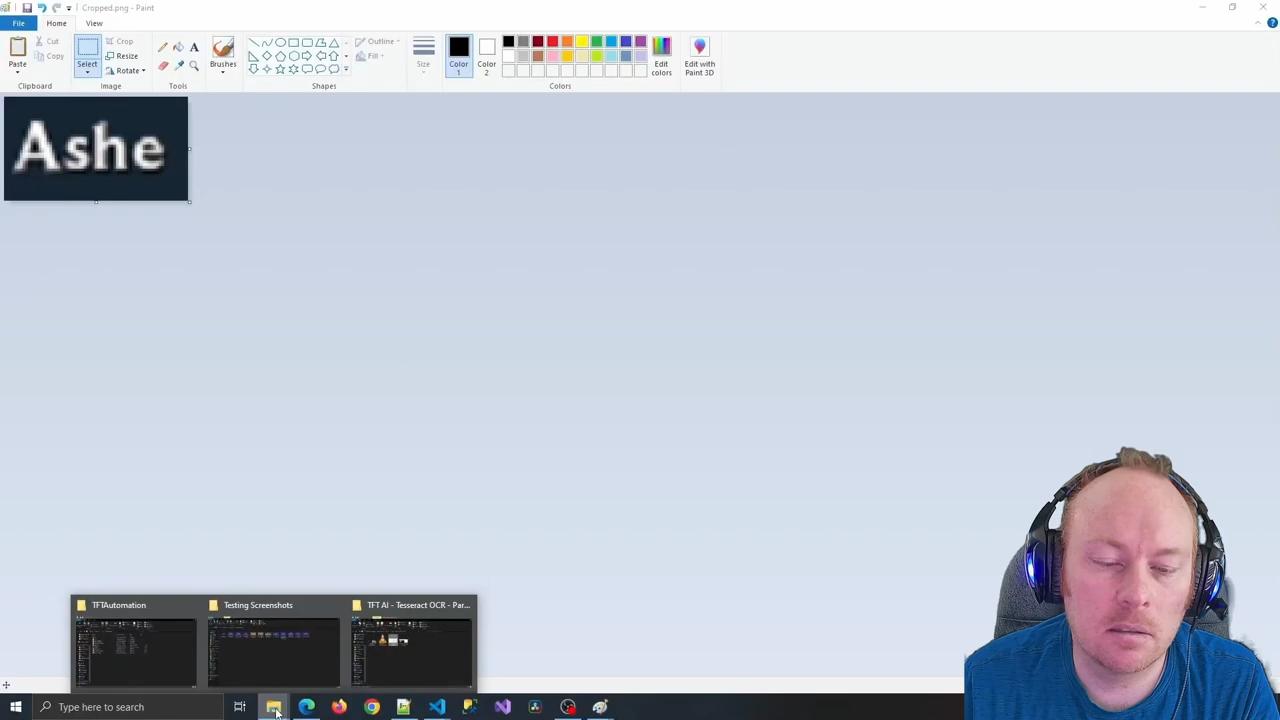 Cropped.png - Paint
File
Home
View
Paste
Cut
Copy
Clipboard
Select
Crop
Resize
Rotate
Image
A
Tools
Brushes
Outline
Fill
Shapes
Size
Color 1
Color 2
Edit colors
Edit with Paint 3D
Colors
Ashe
TFTAutomation
Testing Screenshots
TFT AI - Tesseract OCR - Par...
Type here to search